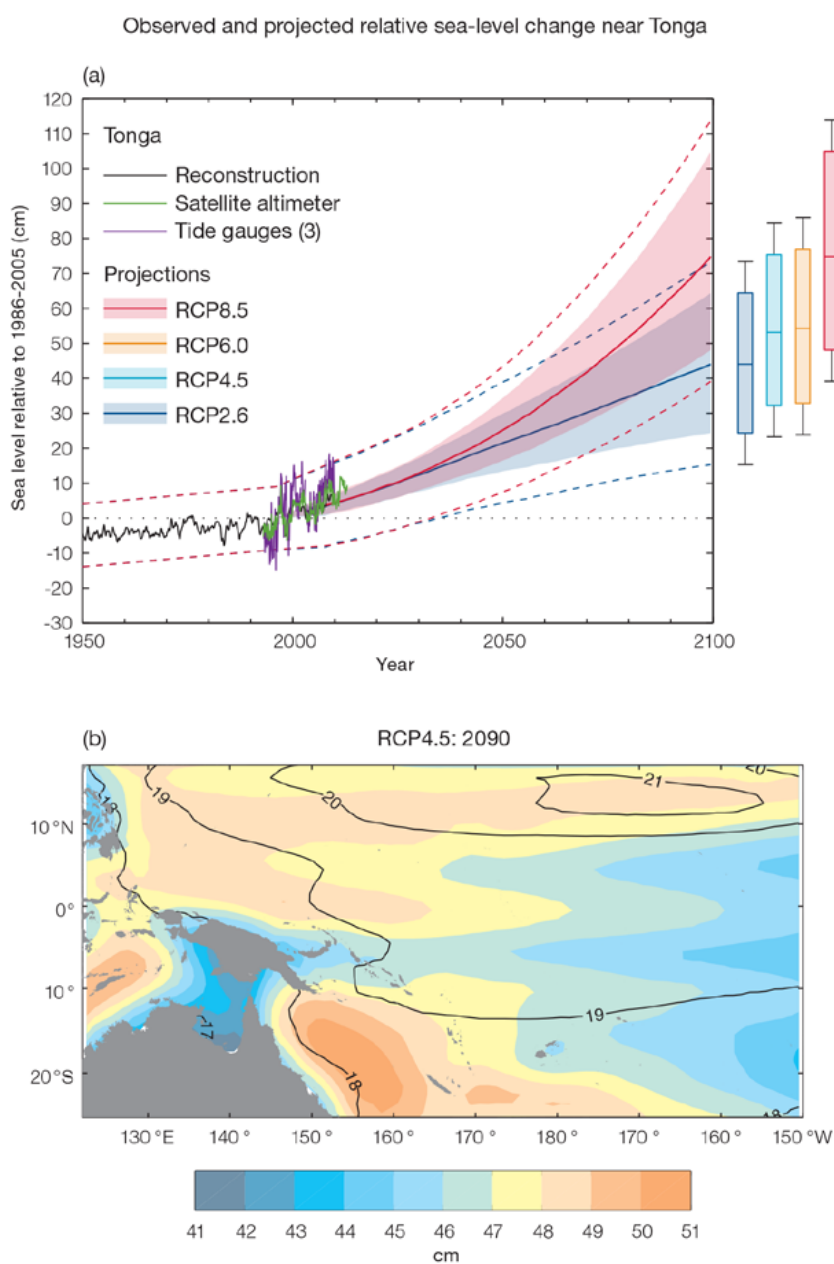 Observed and projected relative sea-level change near Tonga
(a)
120
110
100
90
80
70
60
50
40
30
20
10
0
-10
-20
-30
Sea level relative to 1986-2005 (cm)
Tonga
Reconstruction
Satellite altimeter
Tide gauges (3)
Projections
RCP8.5
RCP6.0
RCP4.5
RCP2.6
1950 2000 2050 2100
Year
(b)
RCP4.5: 2090
20
21
19
20
10°N
0°
10°
19
17
18
20°S
130°E 140° 150° 160° 170° 180° 170° 160° 150°W
41 42 43 44 45 46 47 48 49 50 51
cm